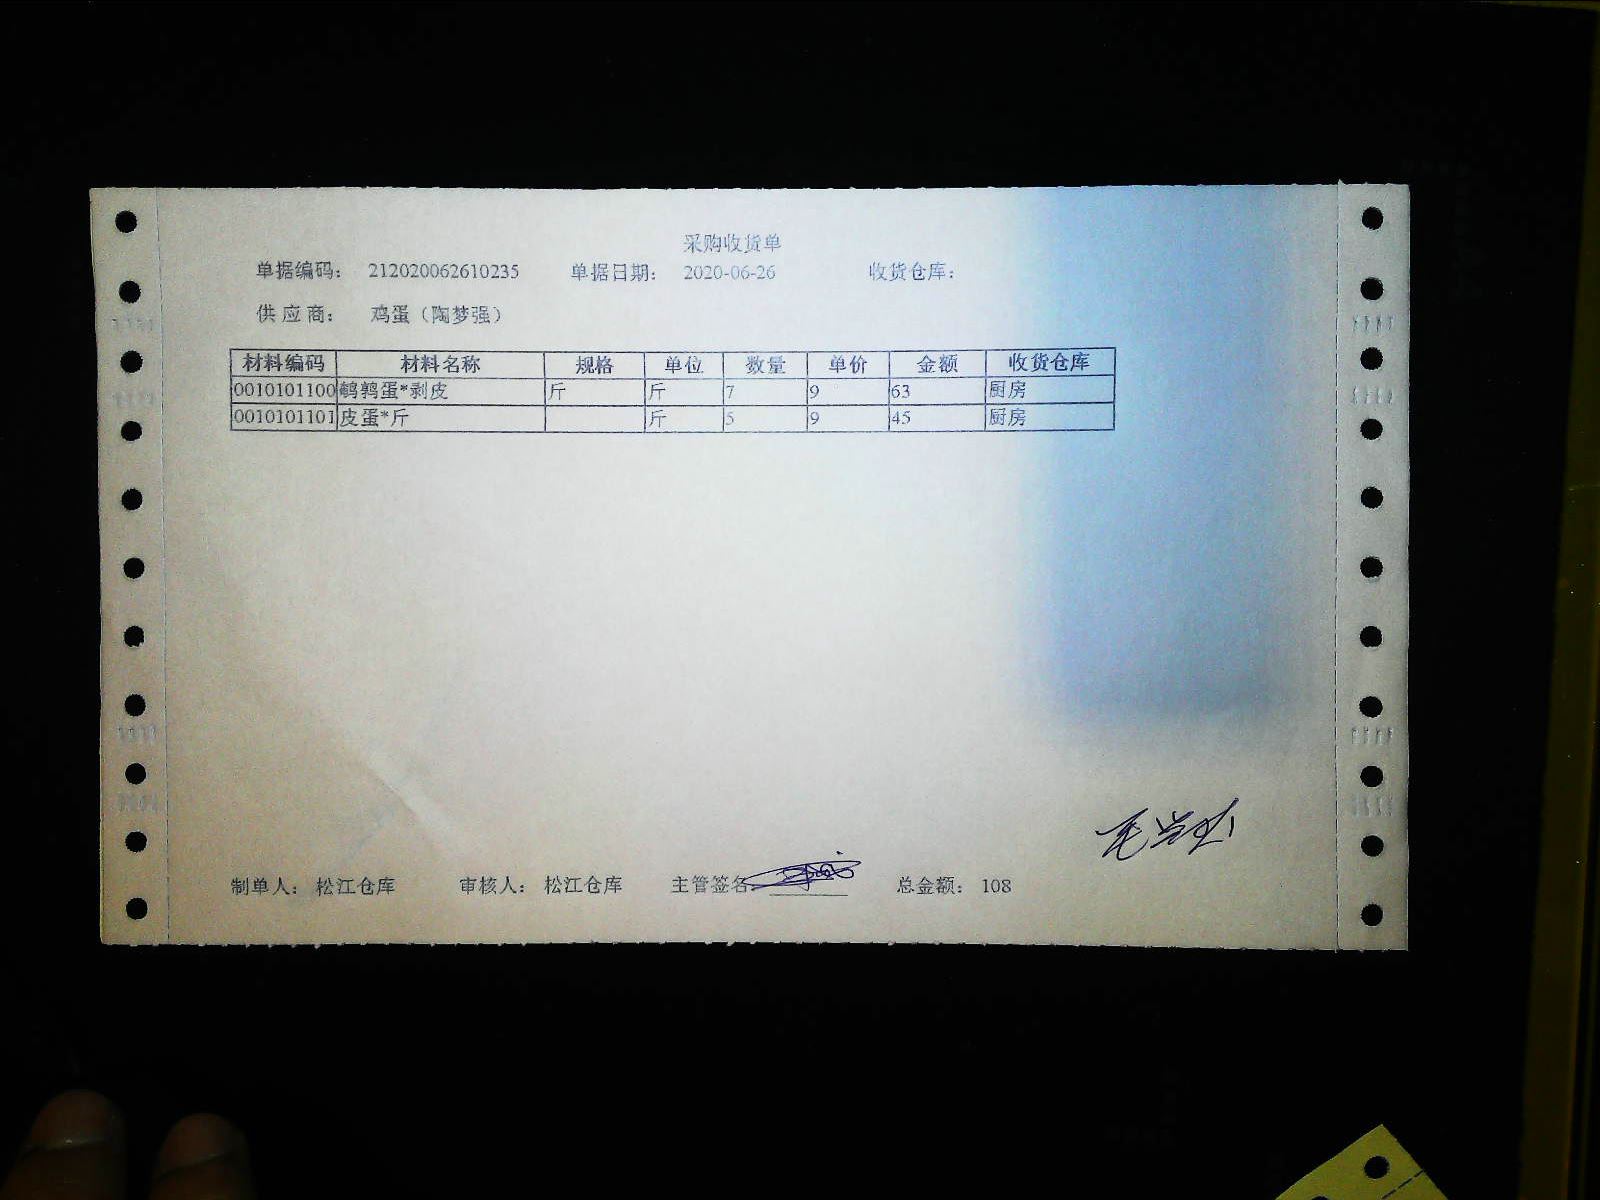 采购收货单
单据编码： 212020062610235 单据日期： 2020-06-26 收货仓库：
供应商： 鸡蛋（陶梦强）
材料编码 材料名称 规格 单位 数量 单价 金额 收货仓库
0010101100 鹌鹑蛋*剥皮 斤 斤 7 9 63 厨房
0010101101 皮蛋*斤 斤 5 9 45 厨房
制单人： 松江仓库 审核人： 松江仓库 主管签名： 总金额： 108